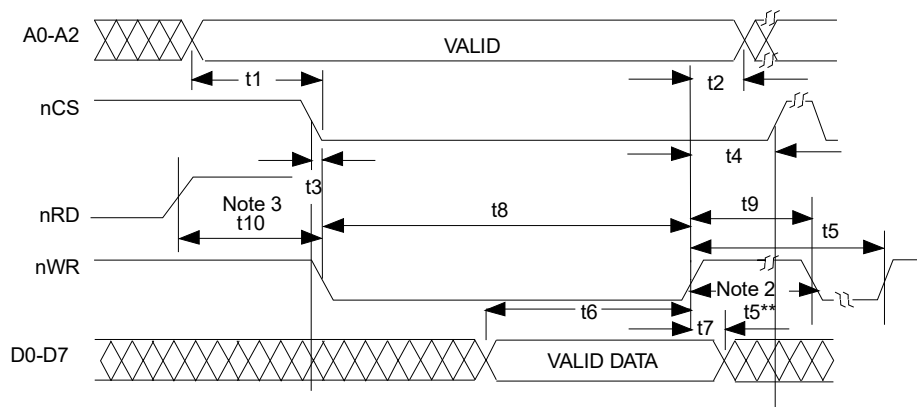 A0-A2
VALID
t1
t2
nCS
t4
t3
nRD
Note 3
t10
t8
t9
t5
nWR
Note 2
t6
t7
t5**
D0-D7
VALID DATA